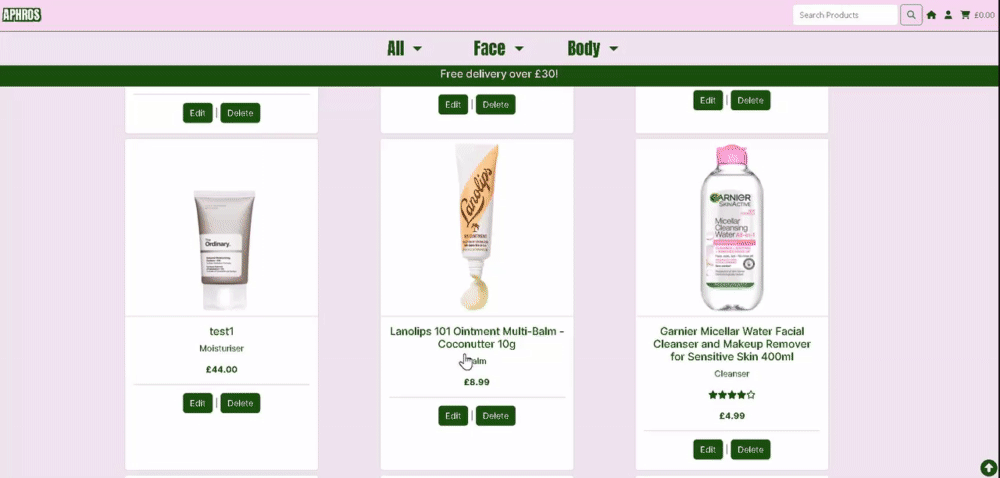 APHROS
Search Products
£0.00
All
Face
Body
Free delivery over £30!
Edit | Delete
Edit | Delete
Edit | Delete
Ordinary.
Lanolips
GARNIER
SKINACTIVE
Micellar
Cleansing
Water
test1
Moisturiser
£44.00
Edit | Delete
Lanolips 101 Ointment Multi-Balm -
Coconutter 10g
£8.99
Edit | Delete
Garnier Micellar Water Facial
Cleanser and Makeup Remover
for Sensitive Skin 400ml
Cleanser
£4.99
Edit | Delete